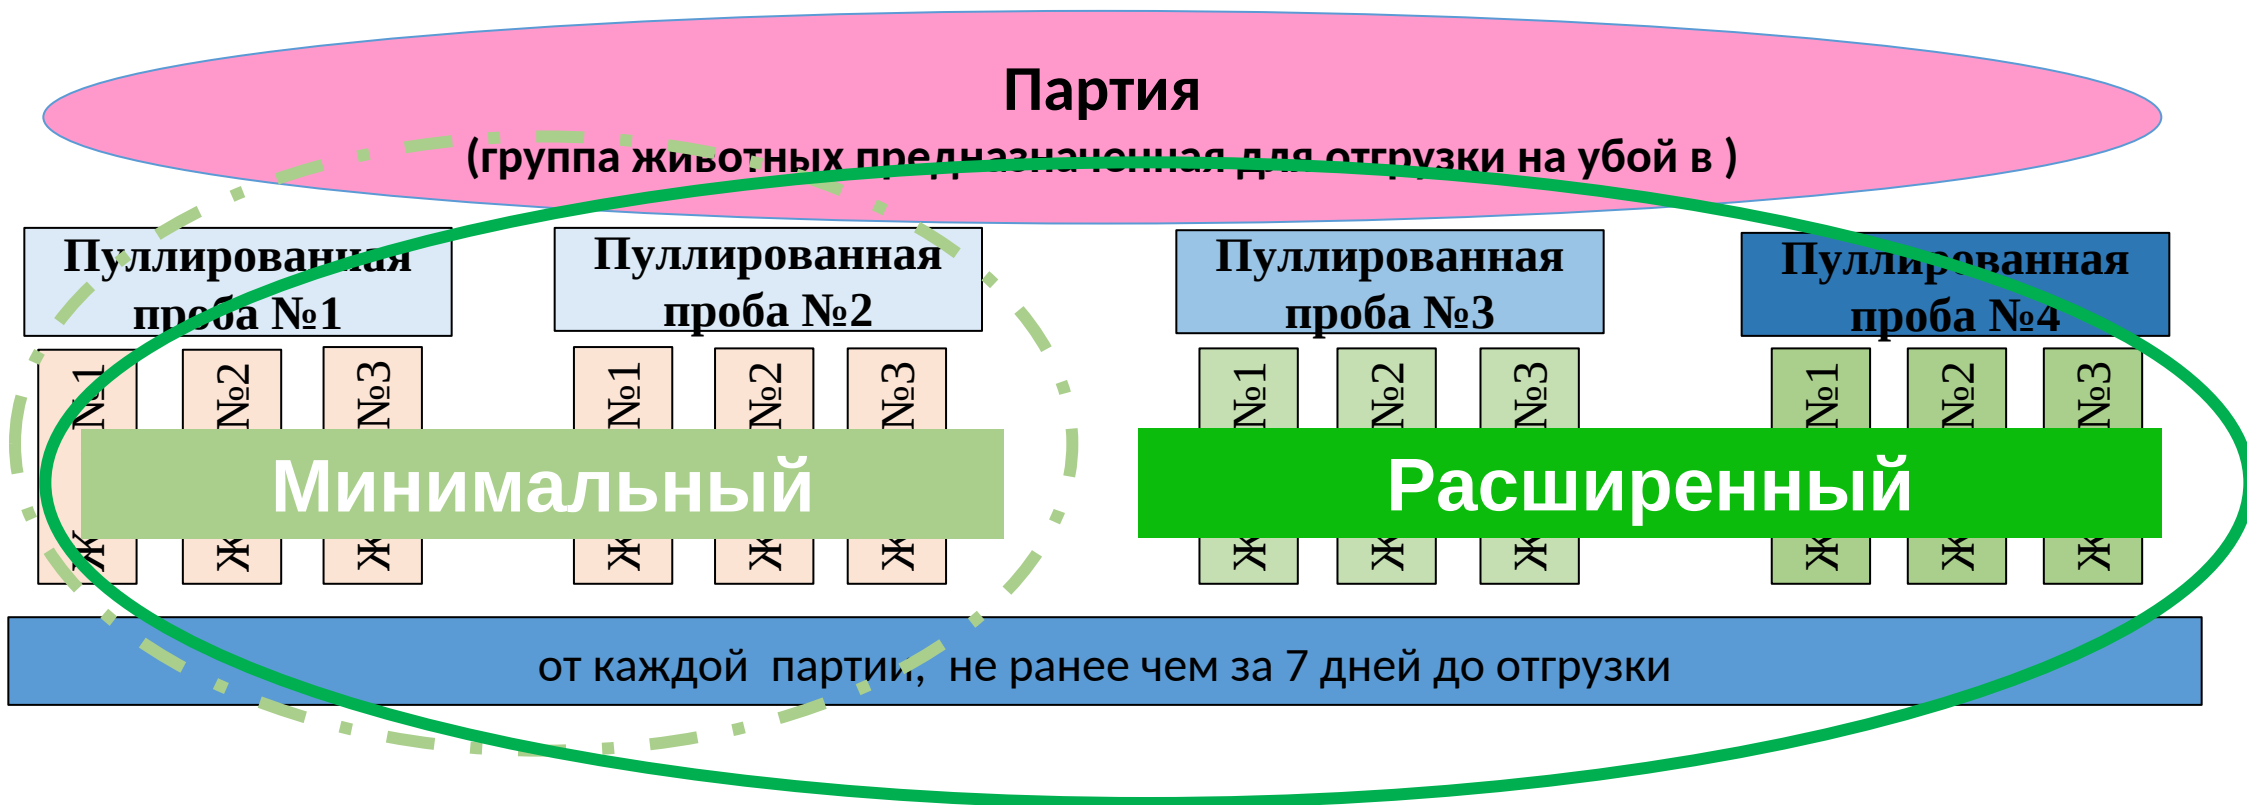 Партия
(группа животных предназначенная для отгрузки на убой в )
Пуллированная
проба №1
Пуллированная
проба №2
Пуллированная
проба №3
Пуллированная
проба №4
№1
№2
№3
№1
№2
№3
№1
№2
№3
№1
№2
№3
Минимальный
Расширенный
от каждой партии, не ранее чем за 7 дней до отгрузки